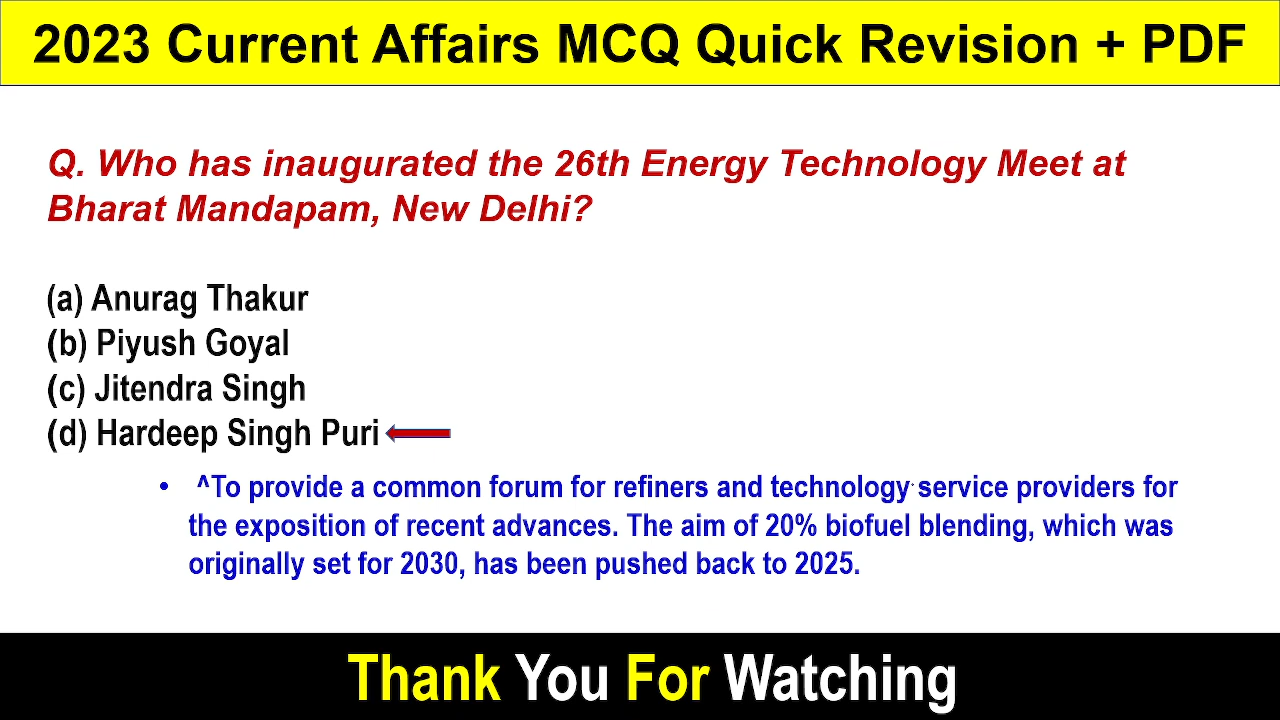 2023 Current Affairs MCQ Quick Revision + PDF
Q. Who has inaugurated the 26th Energy Technology Meet at
Bharat Mandapam, New Delhi?
(a) Anurag Thakur
(b) Piyush Goyal
(c) Jitendra Singh
(d) Hardeep Singh Puri
• ^To provide a common forum for refiners and technology service providers for
the exposition of recent advances. The aim of 20% biofuel blending, which was
originally set for 2030, has been pushed back to 2025.
Thank You For Watching